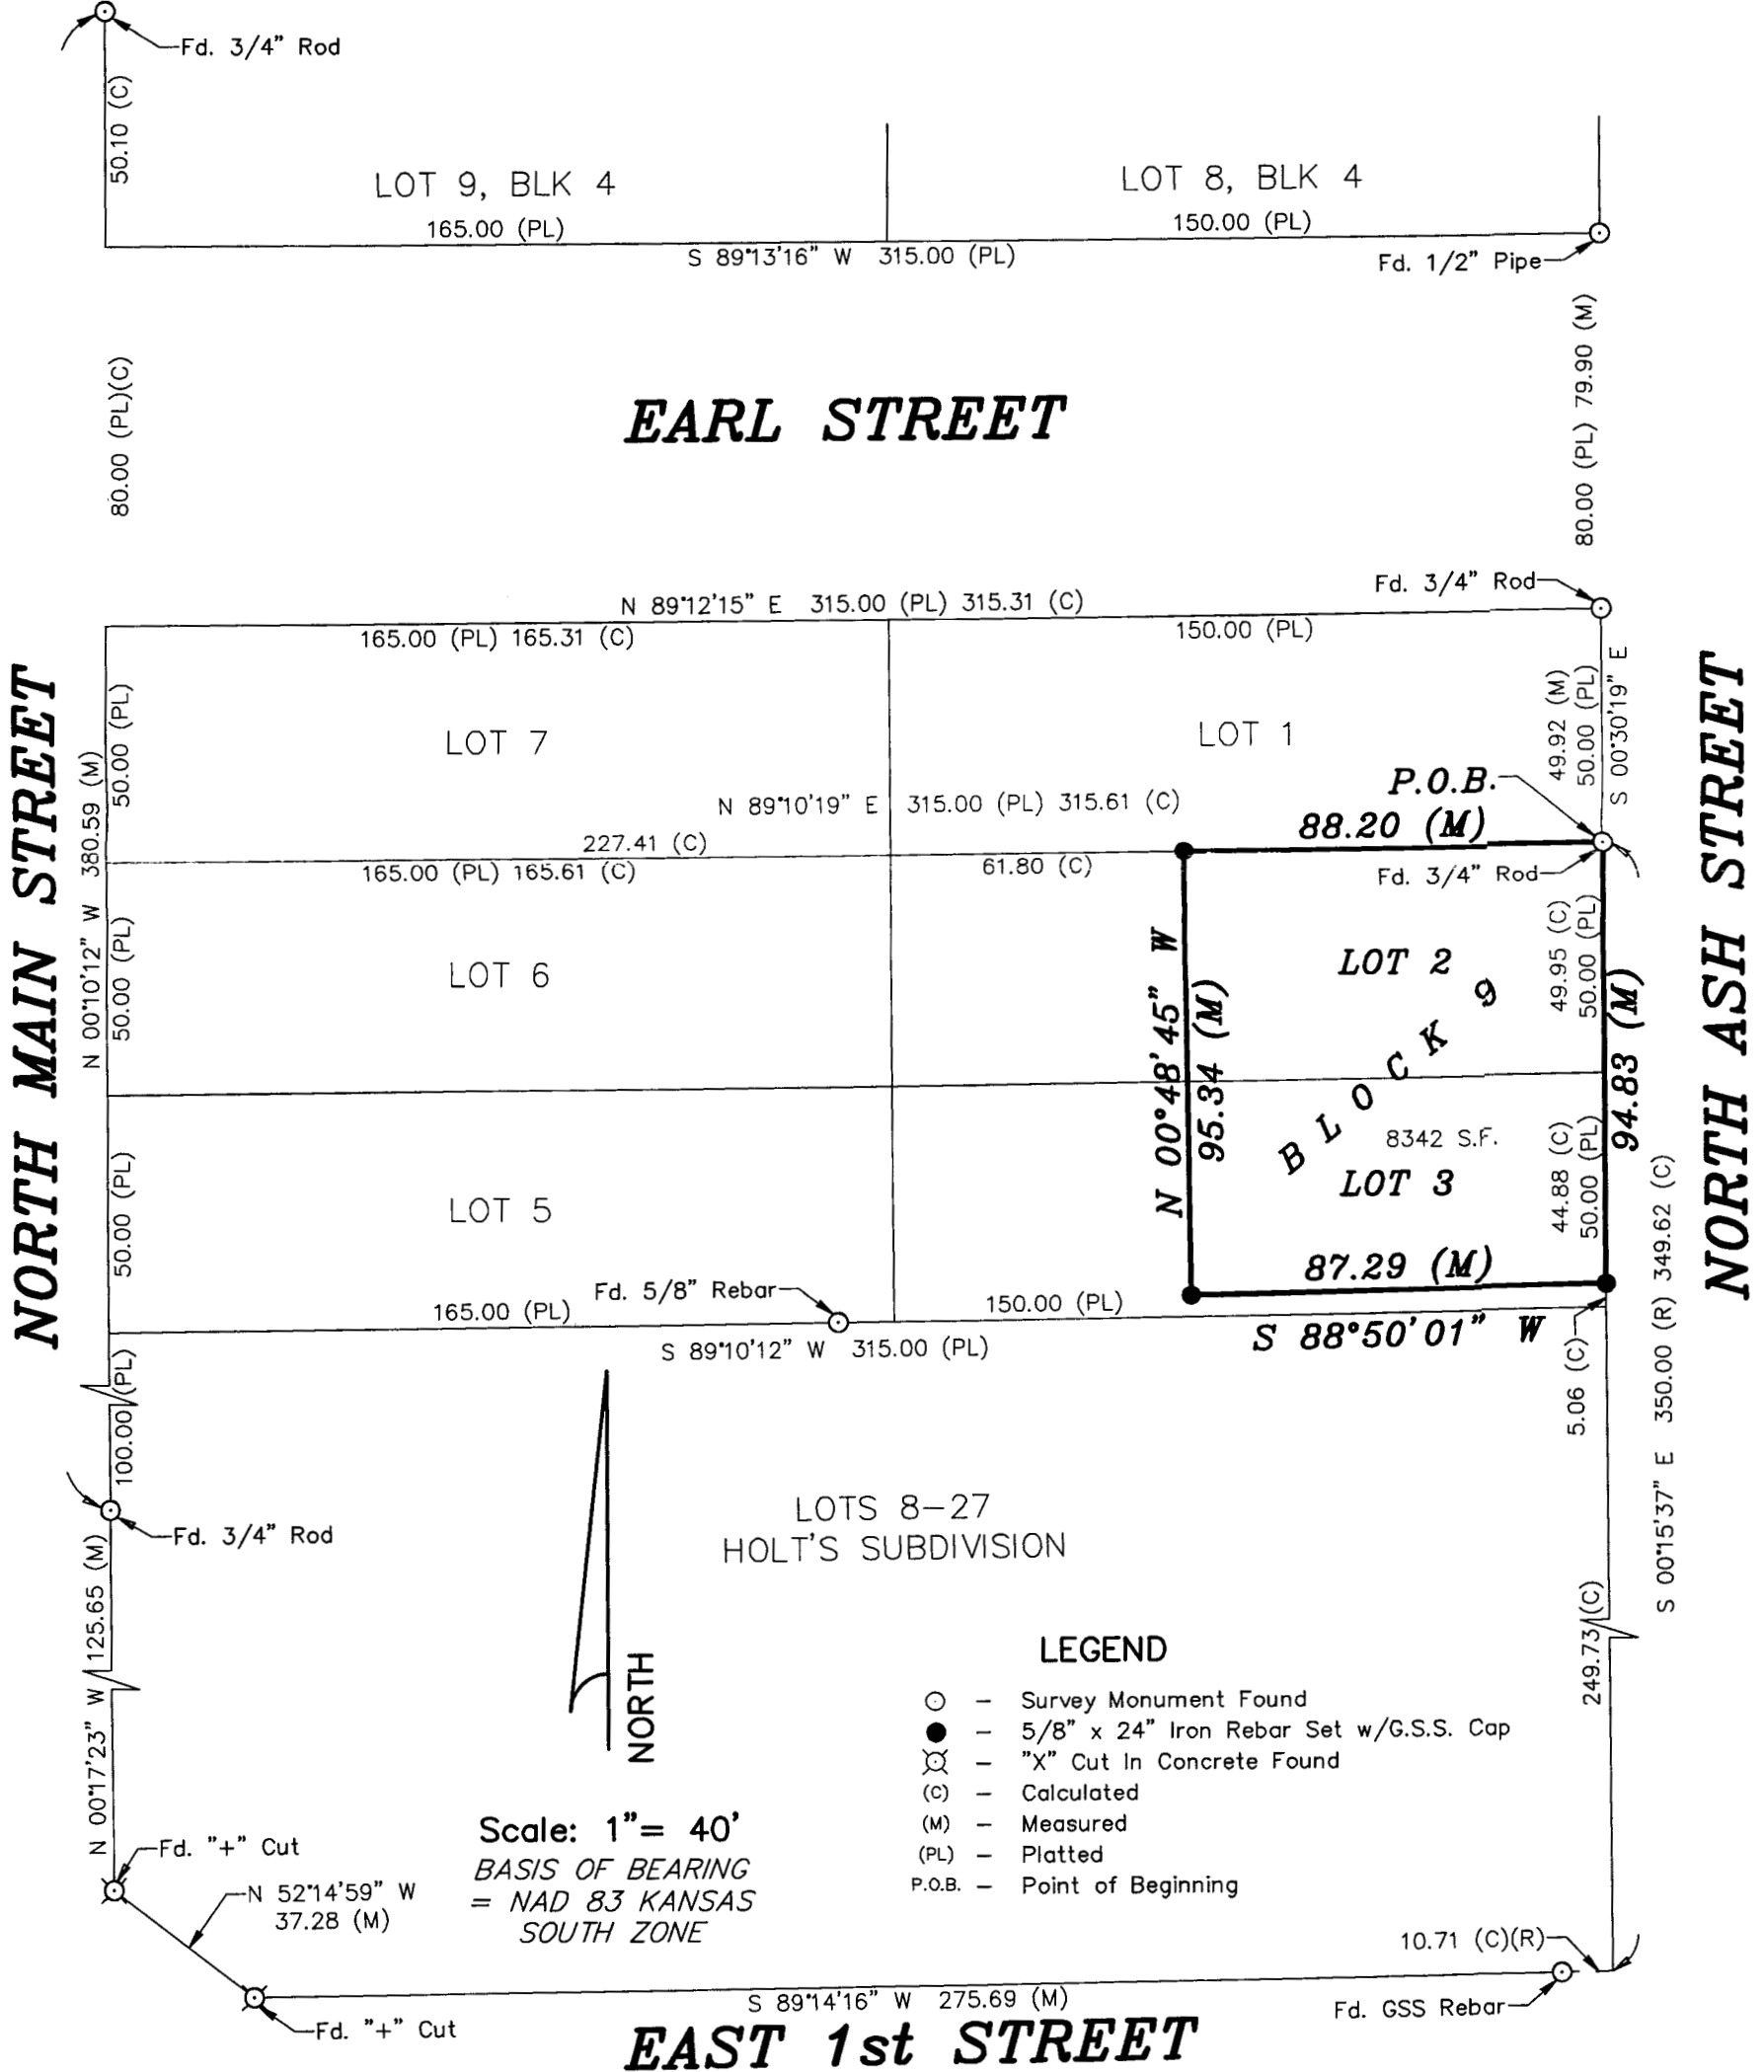 Fd. 3/4" Rod
50.10 (C)
LOT 9, BLK 4
LOT 8, BLK 4
165.00 (PL)
150.00 (PL)
S 89°13'16" W 315.00 (PL)
Fd. 1/2" Pipe
80.00 (PL)(C)
EARL STREET
80.00 (PL) 79.90 (M)
Fd. 3/4" Rod
N 89°12'15" E 315.00 (PL) 315.31 (C)
165.00 (PL) 165.31 (C)
150.00 (PL)
NORTH MAIN STREET
N 00°10'12" W 380.59 (M)
50.00 (PL)
LOT 7
LOT 1
49.92 (M)
50.00 (PL)
S 00°30'19" E
NORTH ASH STREET
P.O.B.
N 89°10'19" E 315.00 (PL) 315.61 (C)
88.20 (M)
227.41 (C)
165.00 (PL) 165.61 (C)
61.80 (C)
Fd. 3/4" Rod
50.00 (PL)
LOT 6
N 00°48'45" W
95.34 (M)
LOT 2
BLOCK 9
49.95 (C)
50.00 (PL)
94.83 (M)
8342 S.F.
50.00 (PL)
LOT 5
LOT 3
44.88 (C)
50.00 (PL)
S 00°15'37" E 350.00 (R) 349.62 (C)
87.29 (M)
Fd. 5/8" Rebar
165.00 (PL)
150.00 (PL)
S 89°10'12" W 315.00 (PL)
S 88°50'01" W
5.06 (C)
100.00 (PL)
LOTS 8-27
HOLT'S SUBDIVISION
Fd. 3/4" Rod
N 00°17'23" W 125.65 (M)
249.73 (C)
NORTH
LEGEND
- Survey Monument Found
- 5/8" x 24" Iron Rebar Set w/G.S.S. Cap
- "X" Cut In Concrete Found
(C) - Calculated
(M) - Measured
(PL) - Platted
P.O.B. - Point of Beginning
Scale: 1"= 40'
BASIS OF BEARING
= NAD 83 KANSAS
SOUTH ZONE
Fd. "+" Cut
N 52°14'59" W
37.28 (M)
10.71 (C)(R)
S 89°14'16" W 275.69 (M)
Fd. GSS Rebar
Fd. "+" Cut
EAST 1st STREET